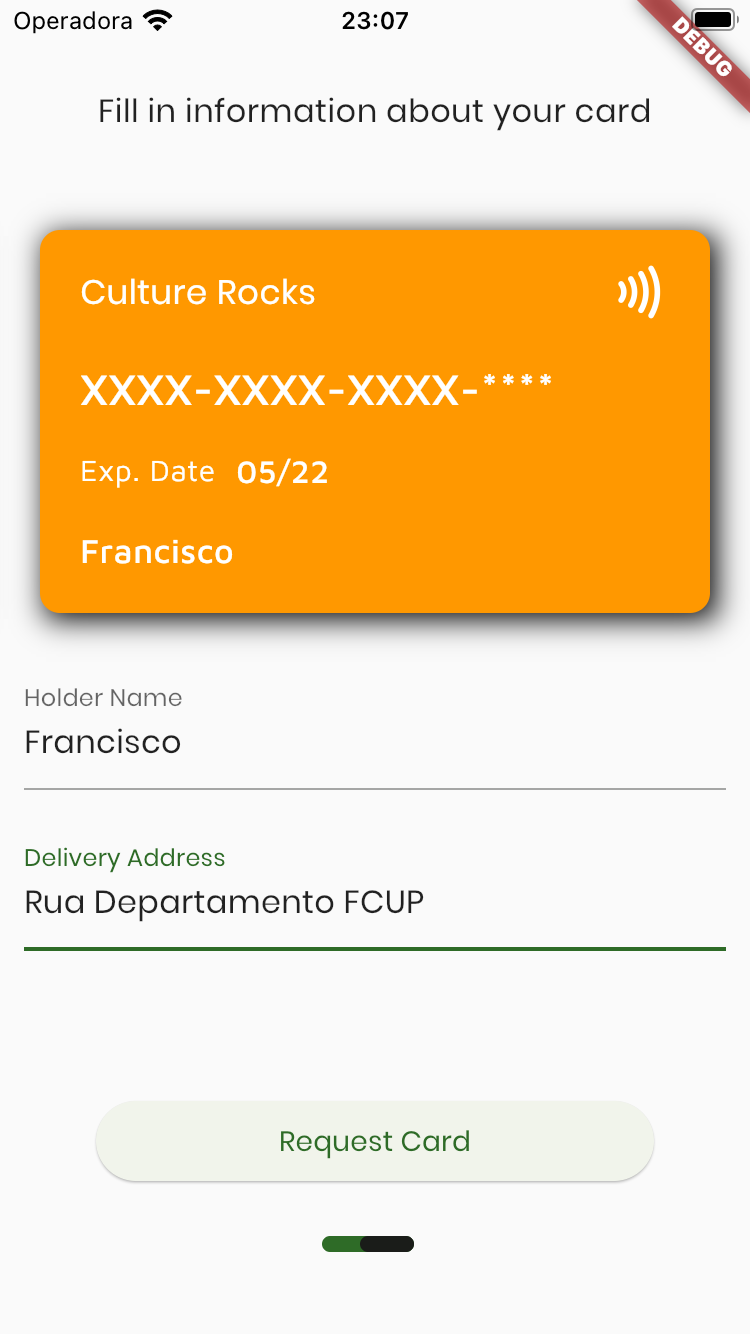 Operadora 23:07
DEBUG
Fill in information about your card
Culture Rocks
XXXX-XXXX-XXXX-****
Exp. Date 05/22
Francisco
Holder Name
Francisco
Delivery Address
Rua Departamento FCUP
Request Card